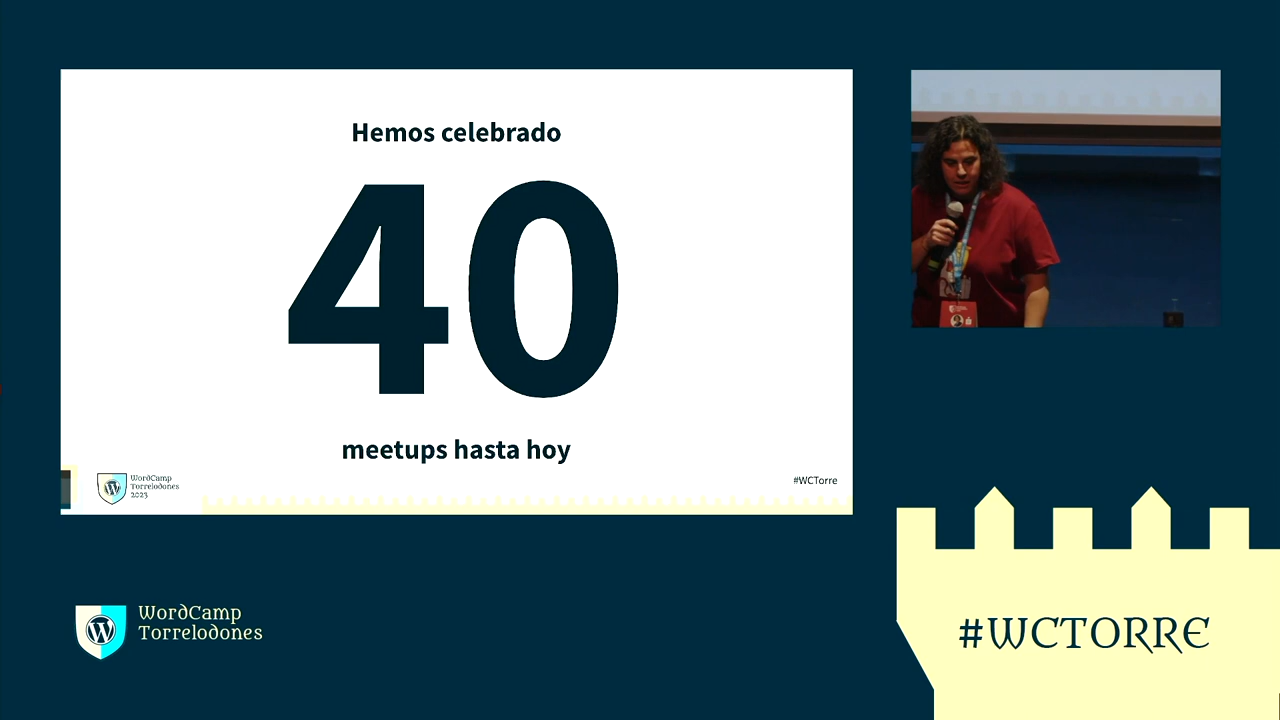 Hemos celebrado
40
meetups hasta hoy
WordCamp
Torrelodones
2023
#WCTorre
WordCamp
Torrelodones
#WCTORRE